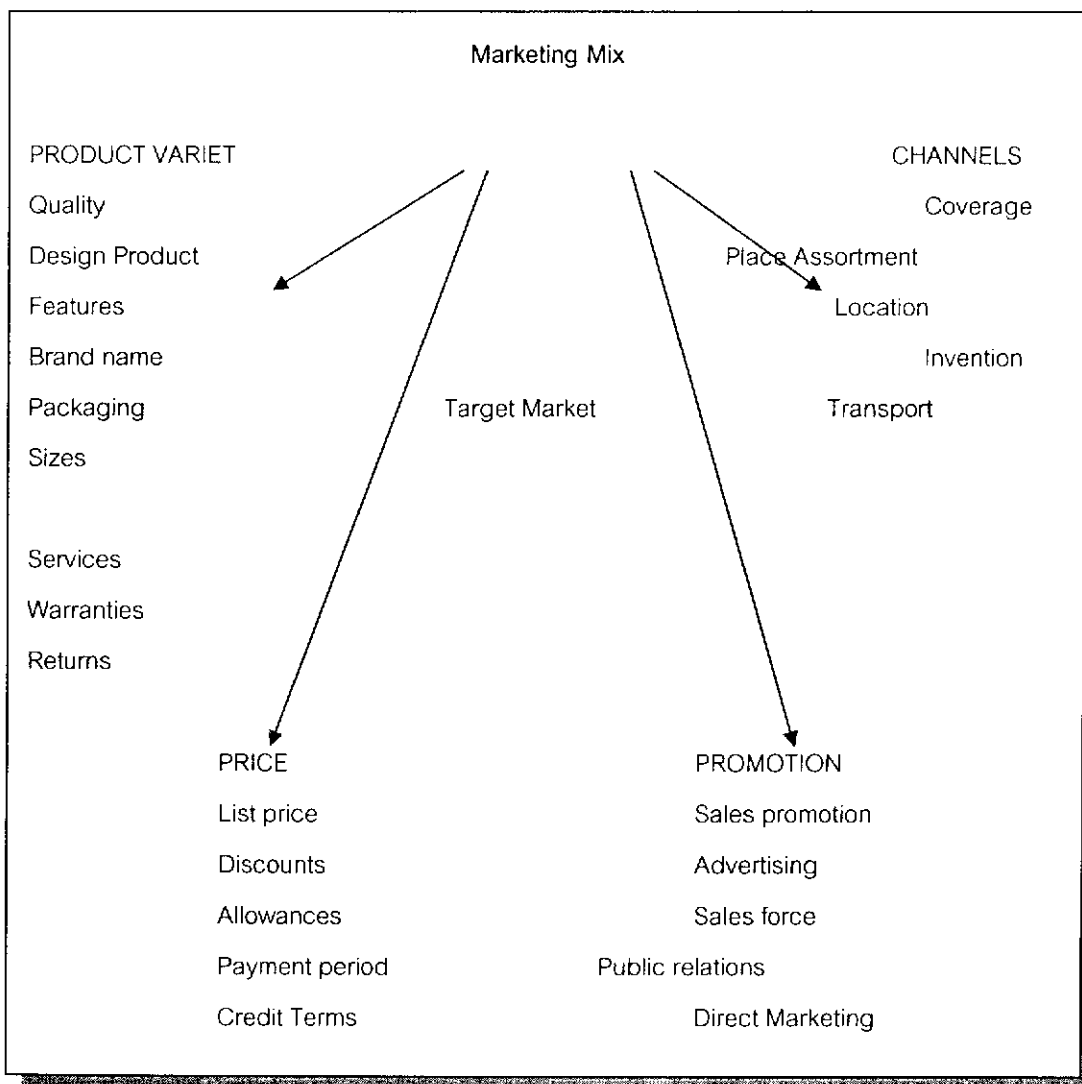 Marketing Mix
PRODUCT VARIET CHANNELS
Quality Coverage
Design Product Place Assortment
Features Location
Brand name Invention
Packaging Target Market Transport
Sizes
Services
Warranties
Returns
PRICE PROMOTION
List price Sales promotion
Discounts Advertising
Allowances Sales force
Payment period Public relations
Credit Terms Direct Marketing